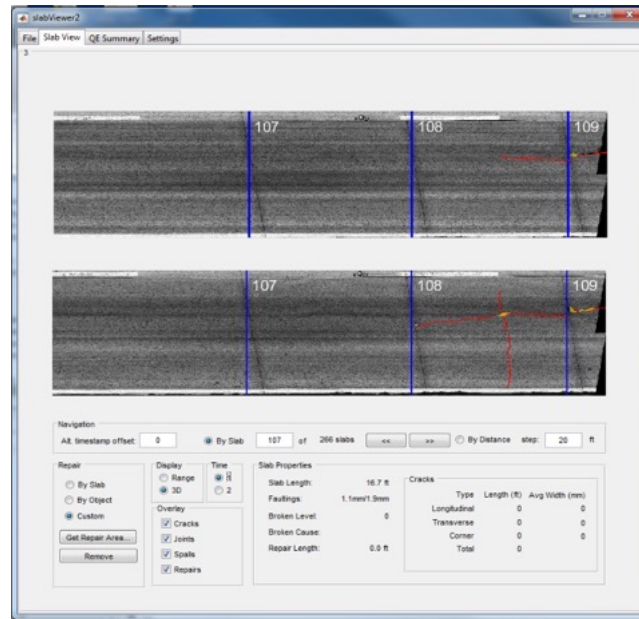 slabViewer2
File Slab View QE Summary Settings
3
107 108 109
107 108 109
Navigation
Alt. timestamp offset: 0 By Slab 107 of 266 slabs << >> By Distance step: 20 ft
Repair
By Slab
By Object
Custom
Get Repair Area...
Remove
Display
Range
3D
Time
1
2
Overlay
Cracks
Joints
Spalls
Repairs
Slab Properties
Slab Length: 16.7 ft
Faultings: 1.1mm/1.9mm
Broken Level: 0
Broken Cause:
Repair Length: 0.0 ft
Cracks
Type Length (ft) Avg Width (mm)
Longitudinal 0 0
Transverse 0 0
Corner 0 0
Total 0